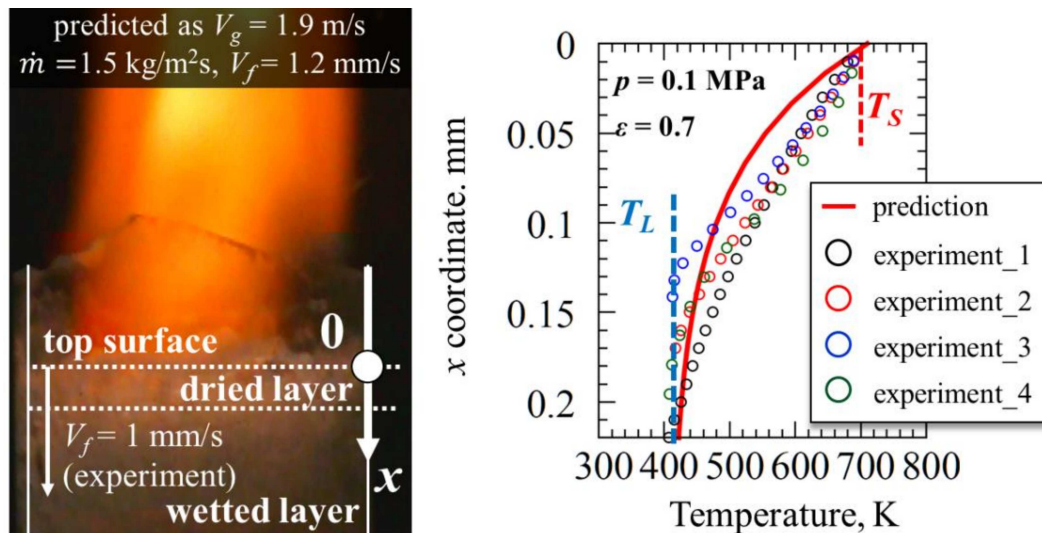 predicted as V_g = 1.9 m/s
ṁ = 1.5 kg/m²s, V_f = 1.2 mm/s
top surface
0
dried layer
V_f = 1 mm/s
(experiment)
x
wetted layer
x coordinate. mm
0
0.05
0.1
0.15
0.2
p = 0.1 MPa
ε = 0.7
T_S
T_L
prediction
experiment_1
experiment_2
experiment_3
experiment_4
300 400 500 600 700 800
Temperature, K